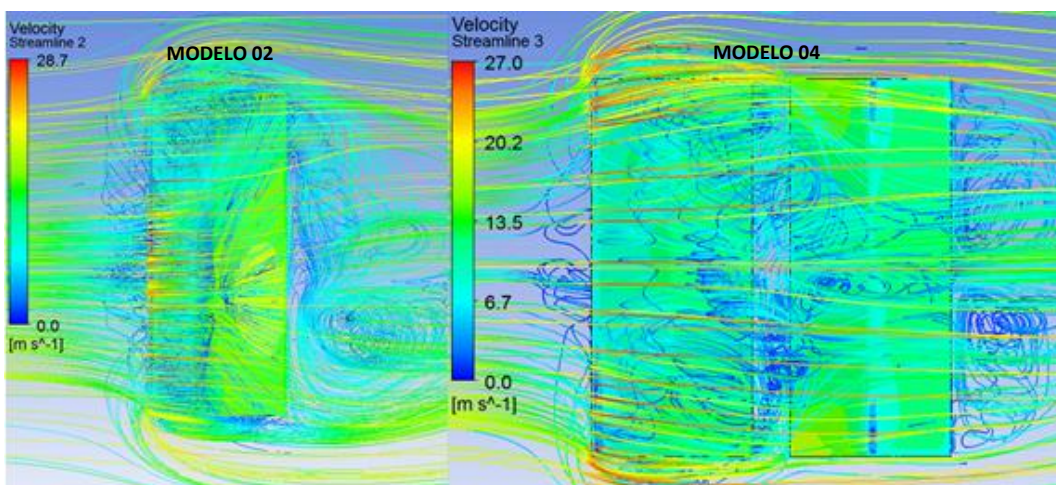 Velocity
Streamline 2
28.7
0.0
[m s^-1]
MODELO 02
Velocity
Streamline 3
27.0
20.2
13.5
6.7
0.0
[m s^-1]
MODELO 04